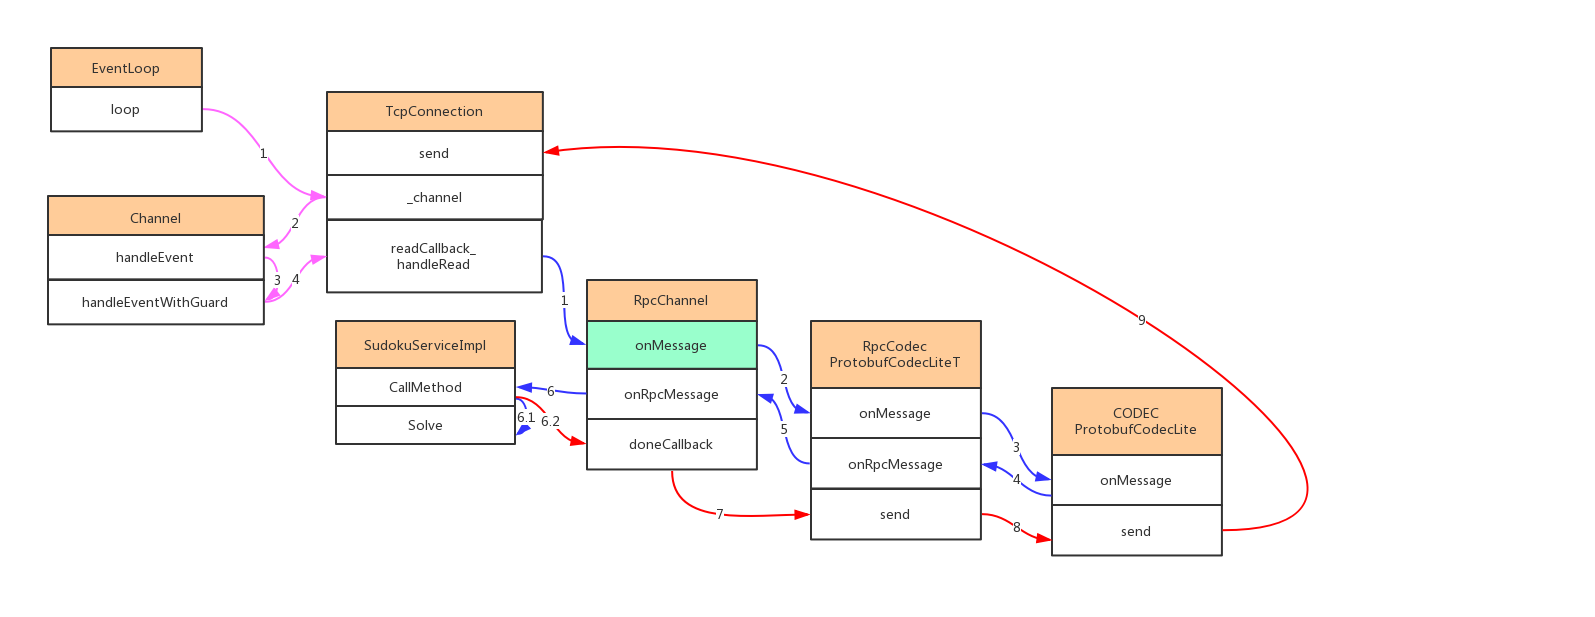 EventLoop
loop
1
Channel
handleEvent
handleEventWithGuard
2
3
4
TcpConnection
send
_channel
readCallback_
handleRead
1
SudokuServiceImpl
CallMethod
Solve
6
6.1
6.2
RpcChannel
onMessage
onRpcMessage
doneCallback
2
5
7
RpcCodec
ProtobufCodecLiteT
onMessage
onRpcMessage
send
3
4
8
CODEC
ProtobufCodecLite
onMessage
send
9